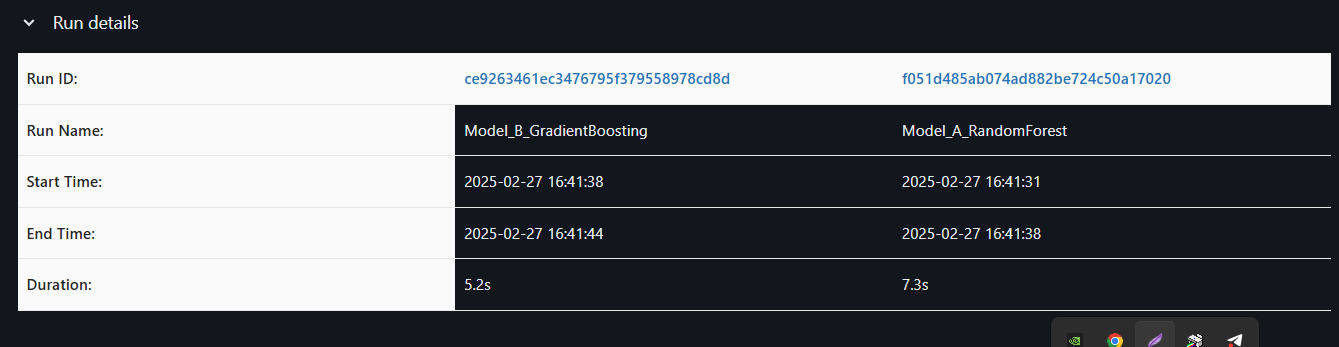 Run details
Run ID: ce9263461ec3476795f379558978cd8d f051d485ab074ad882be724c50a17020
Run Name: Model_B_GradientBoosting Model_A_RandomForest
Start Time: 2025-02-27 16:41:38 2025-02-27 16:41:31
End Time: 2025-02-27 16:41:44 2025-02-27 16:41:38
Duration: 5.2s 7.3s